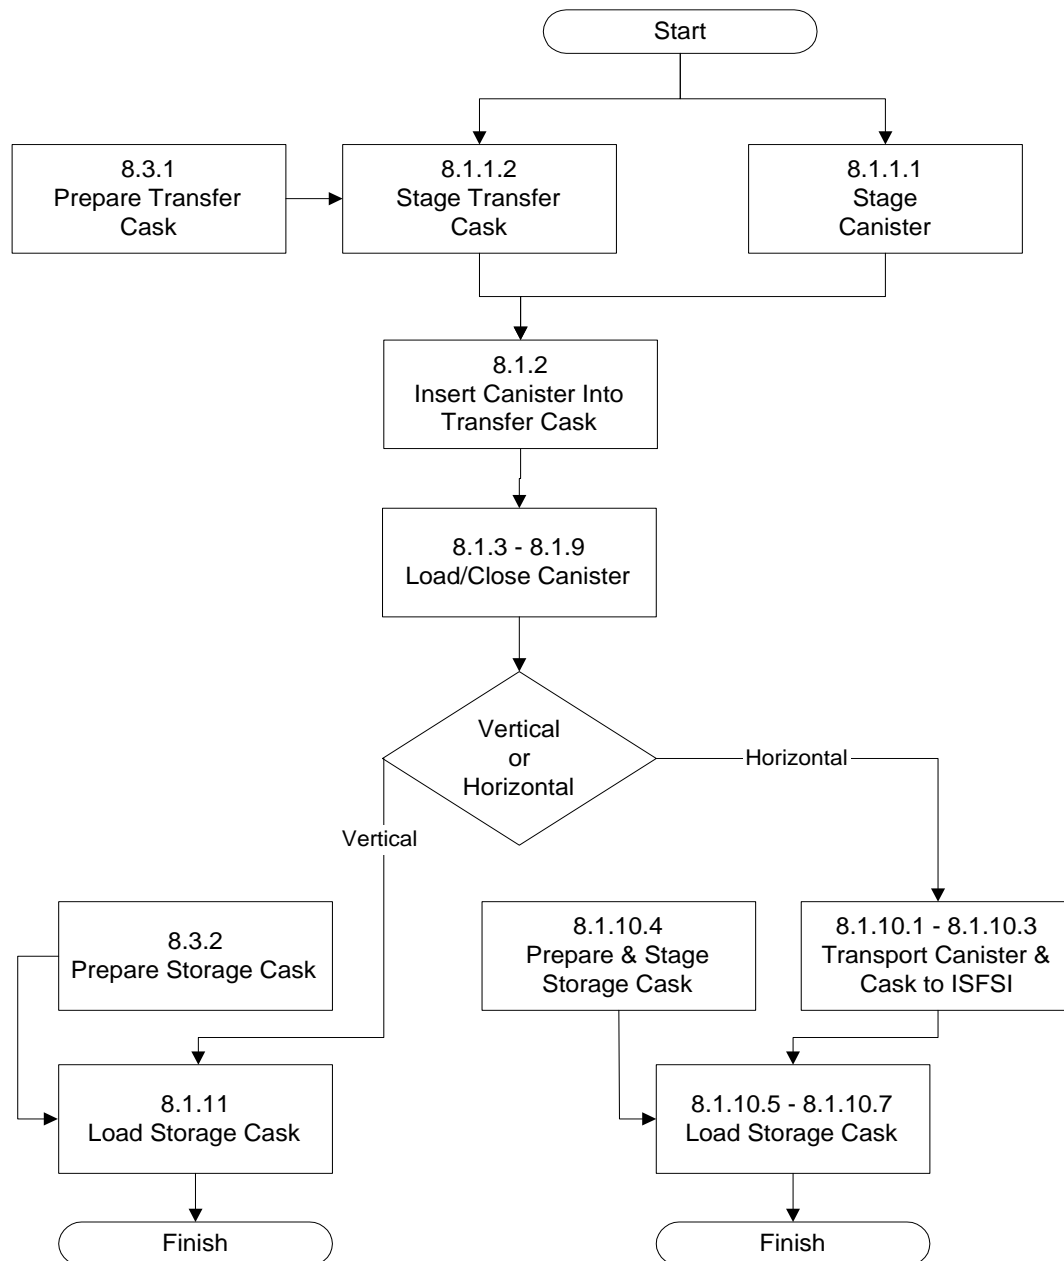 Start
8.3.1
Prepare Transfer
Cask
8.1.1.2
Stage Transfer
Cask
8.1.1.1
Stage
Canister
8.1.2
Insert Canister Into
Transfer Cask
8.1.3 - 8.1.9
Load/Close Canister
Vertical
or
Horizontal
Horizontal
Vertical
8.3.2
Prepare Storage Cask
8.1.10.4
Prepare & Stage
Storage Cask
8.1.10.1 - 8.1.10.3
Transport Canister &
Cask to ISFSI
8.1.11
Load Storage Cask
8.1.10.5 - 8.1.10.7
Load Storage Cask
Finish
Finish